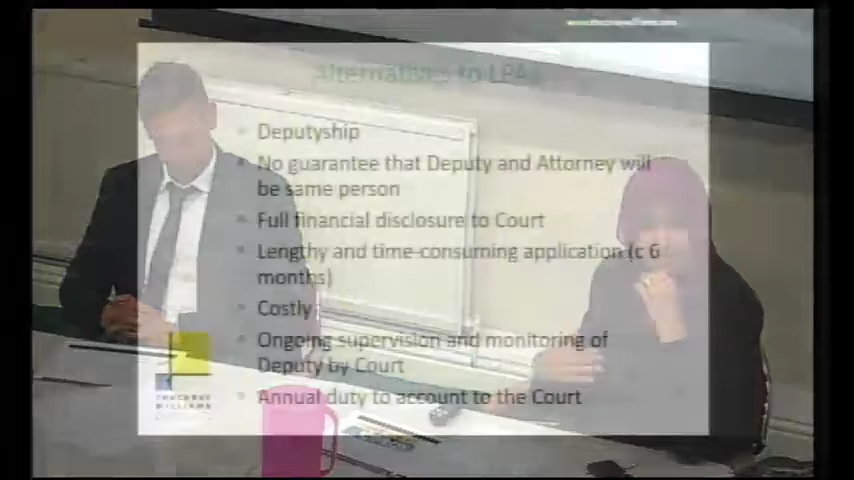 Alternatives to LPAs
Deputyship
No guarantee that Deputy and Attorney will
be same person
Full financial disclosure to Court
Lengthy and time-consuming application (c 6
months)
Costly
Ongoing supervision and monitoring of
Deputy by Court
Annual duty to account to the Court
THACKRAY
WILLIAMS